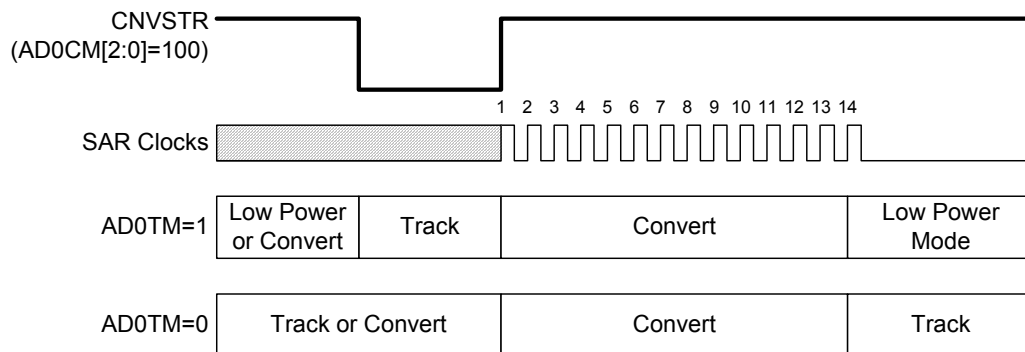 CNVSTR
(AD0CM[2:0]=100)
1 2 3 4 5 6 7 8 9 10 11 12 13 14
SAR Clocks
AD0TM=1
Low Power
or Convert
Track
Convert
Low Power
Mode
AD0TM=0
Track or Convert
Convert
Track